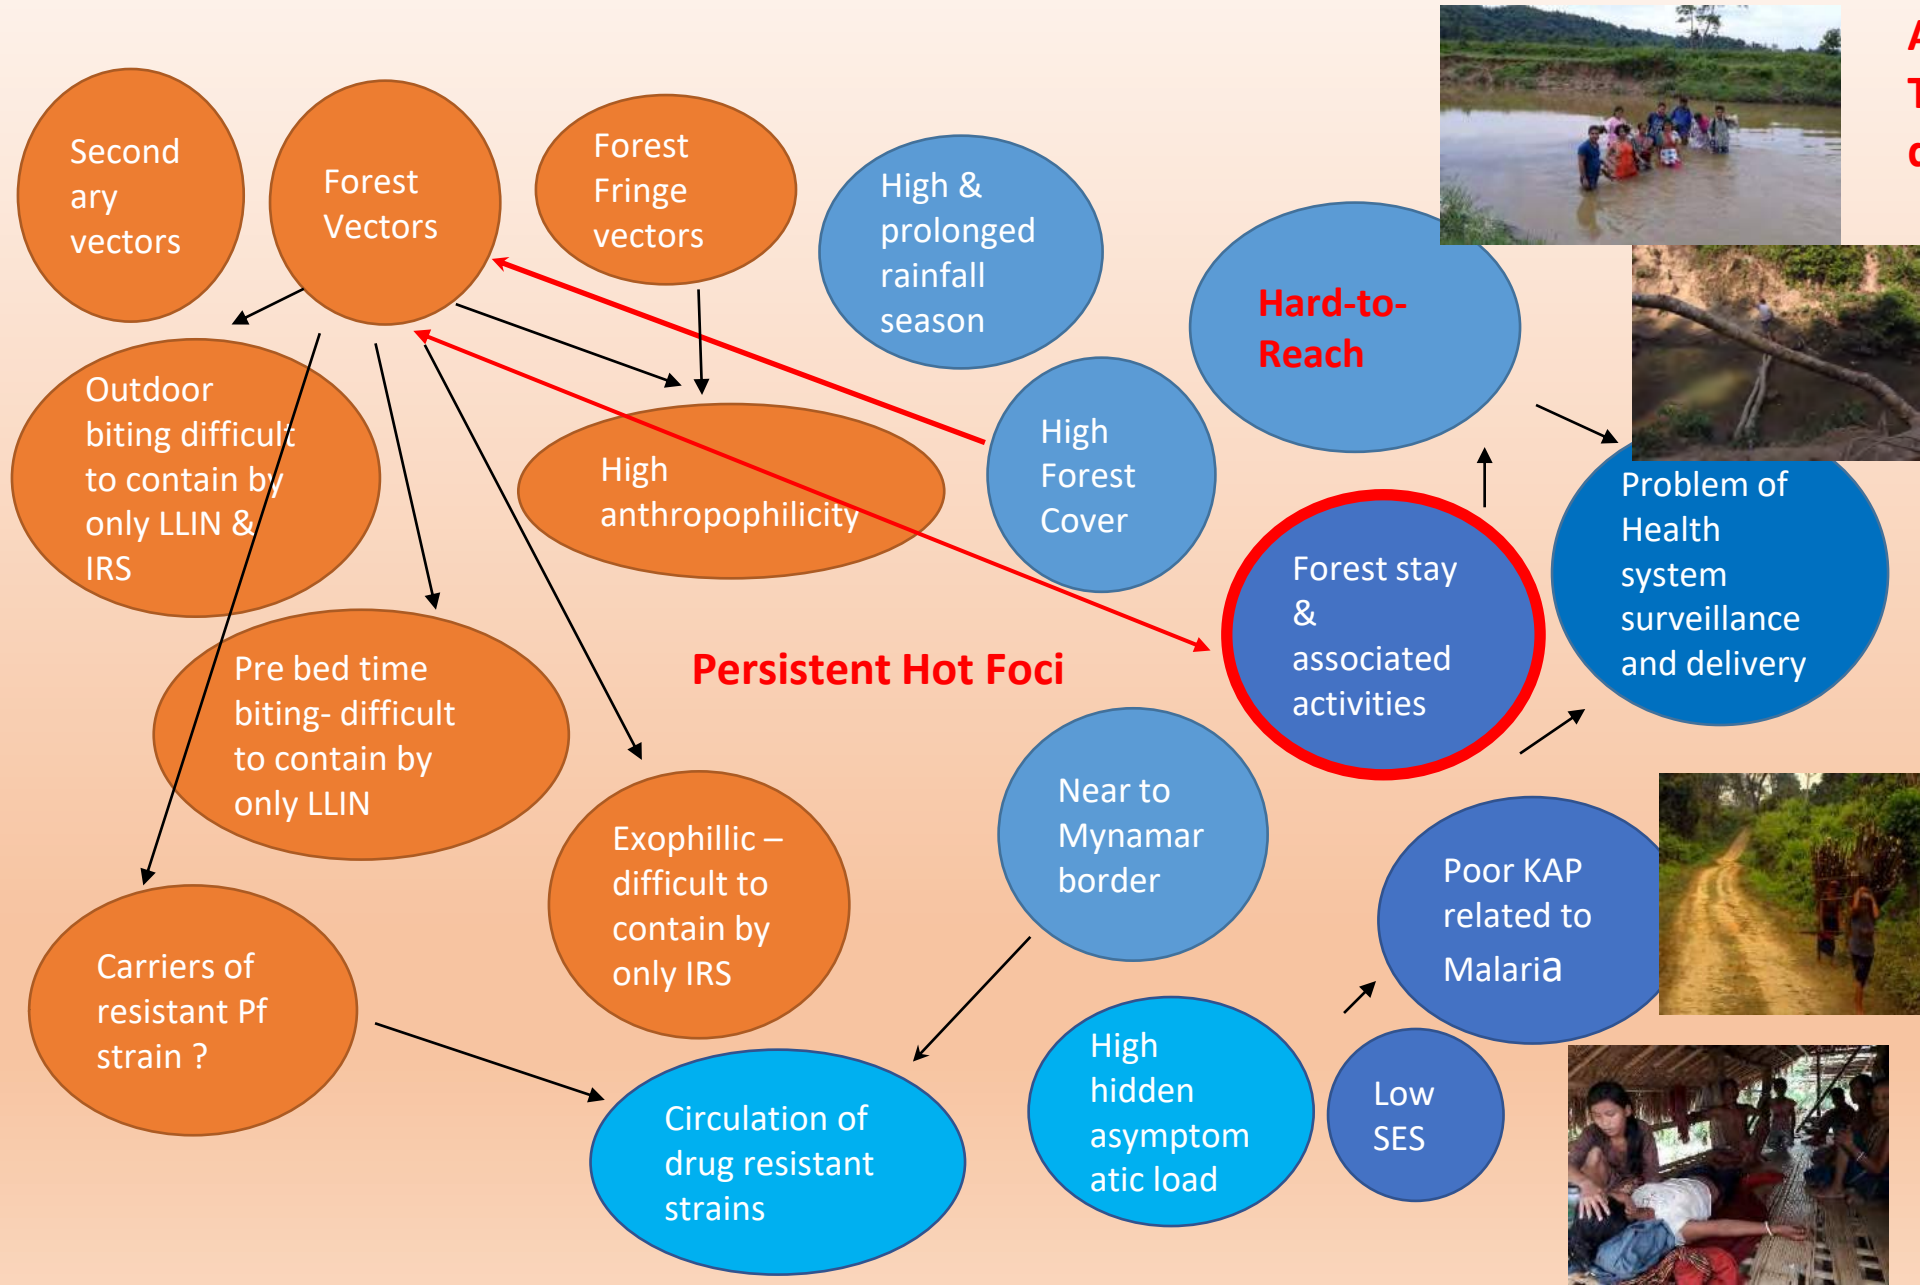 Second
ary
vectors
Forest
Vectors
Forest
Fringe
vectors
High &
prolonged
rainfall
season
Hard-to-
Reach
Outdoor
biting difficult
to contain by
only LLIN &
IRS
High
anthropophilicity
High
Forest
Cover
Problem of
Health
system
surveillance
and delivery
Forest stay
&
associated
activities
Persistent Hot Foci
Pre bed time
biting- difficult
to contain by
only LLIN
Near to
Mynamar
border
Exophillic –
difficult to
contain by
only IRS
Poor KAP
related to
Malaria
Carriers of
resistant Pf
strain ?
High
hidden
asymptom
atic load
Low
SES
Circulation of
drug resistant
strains